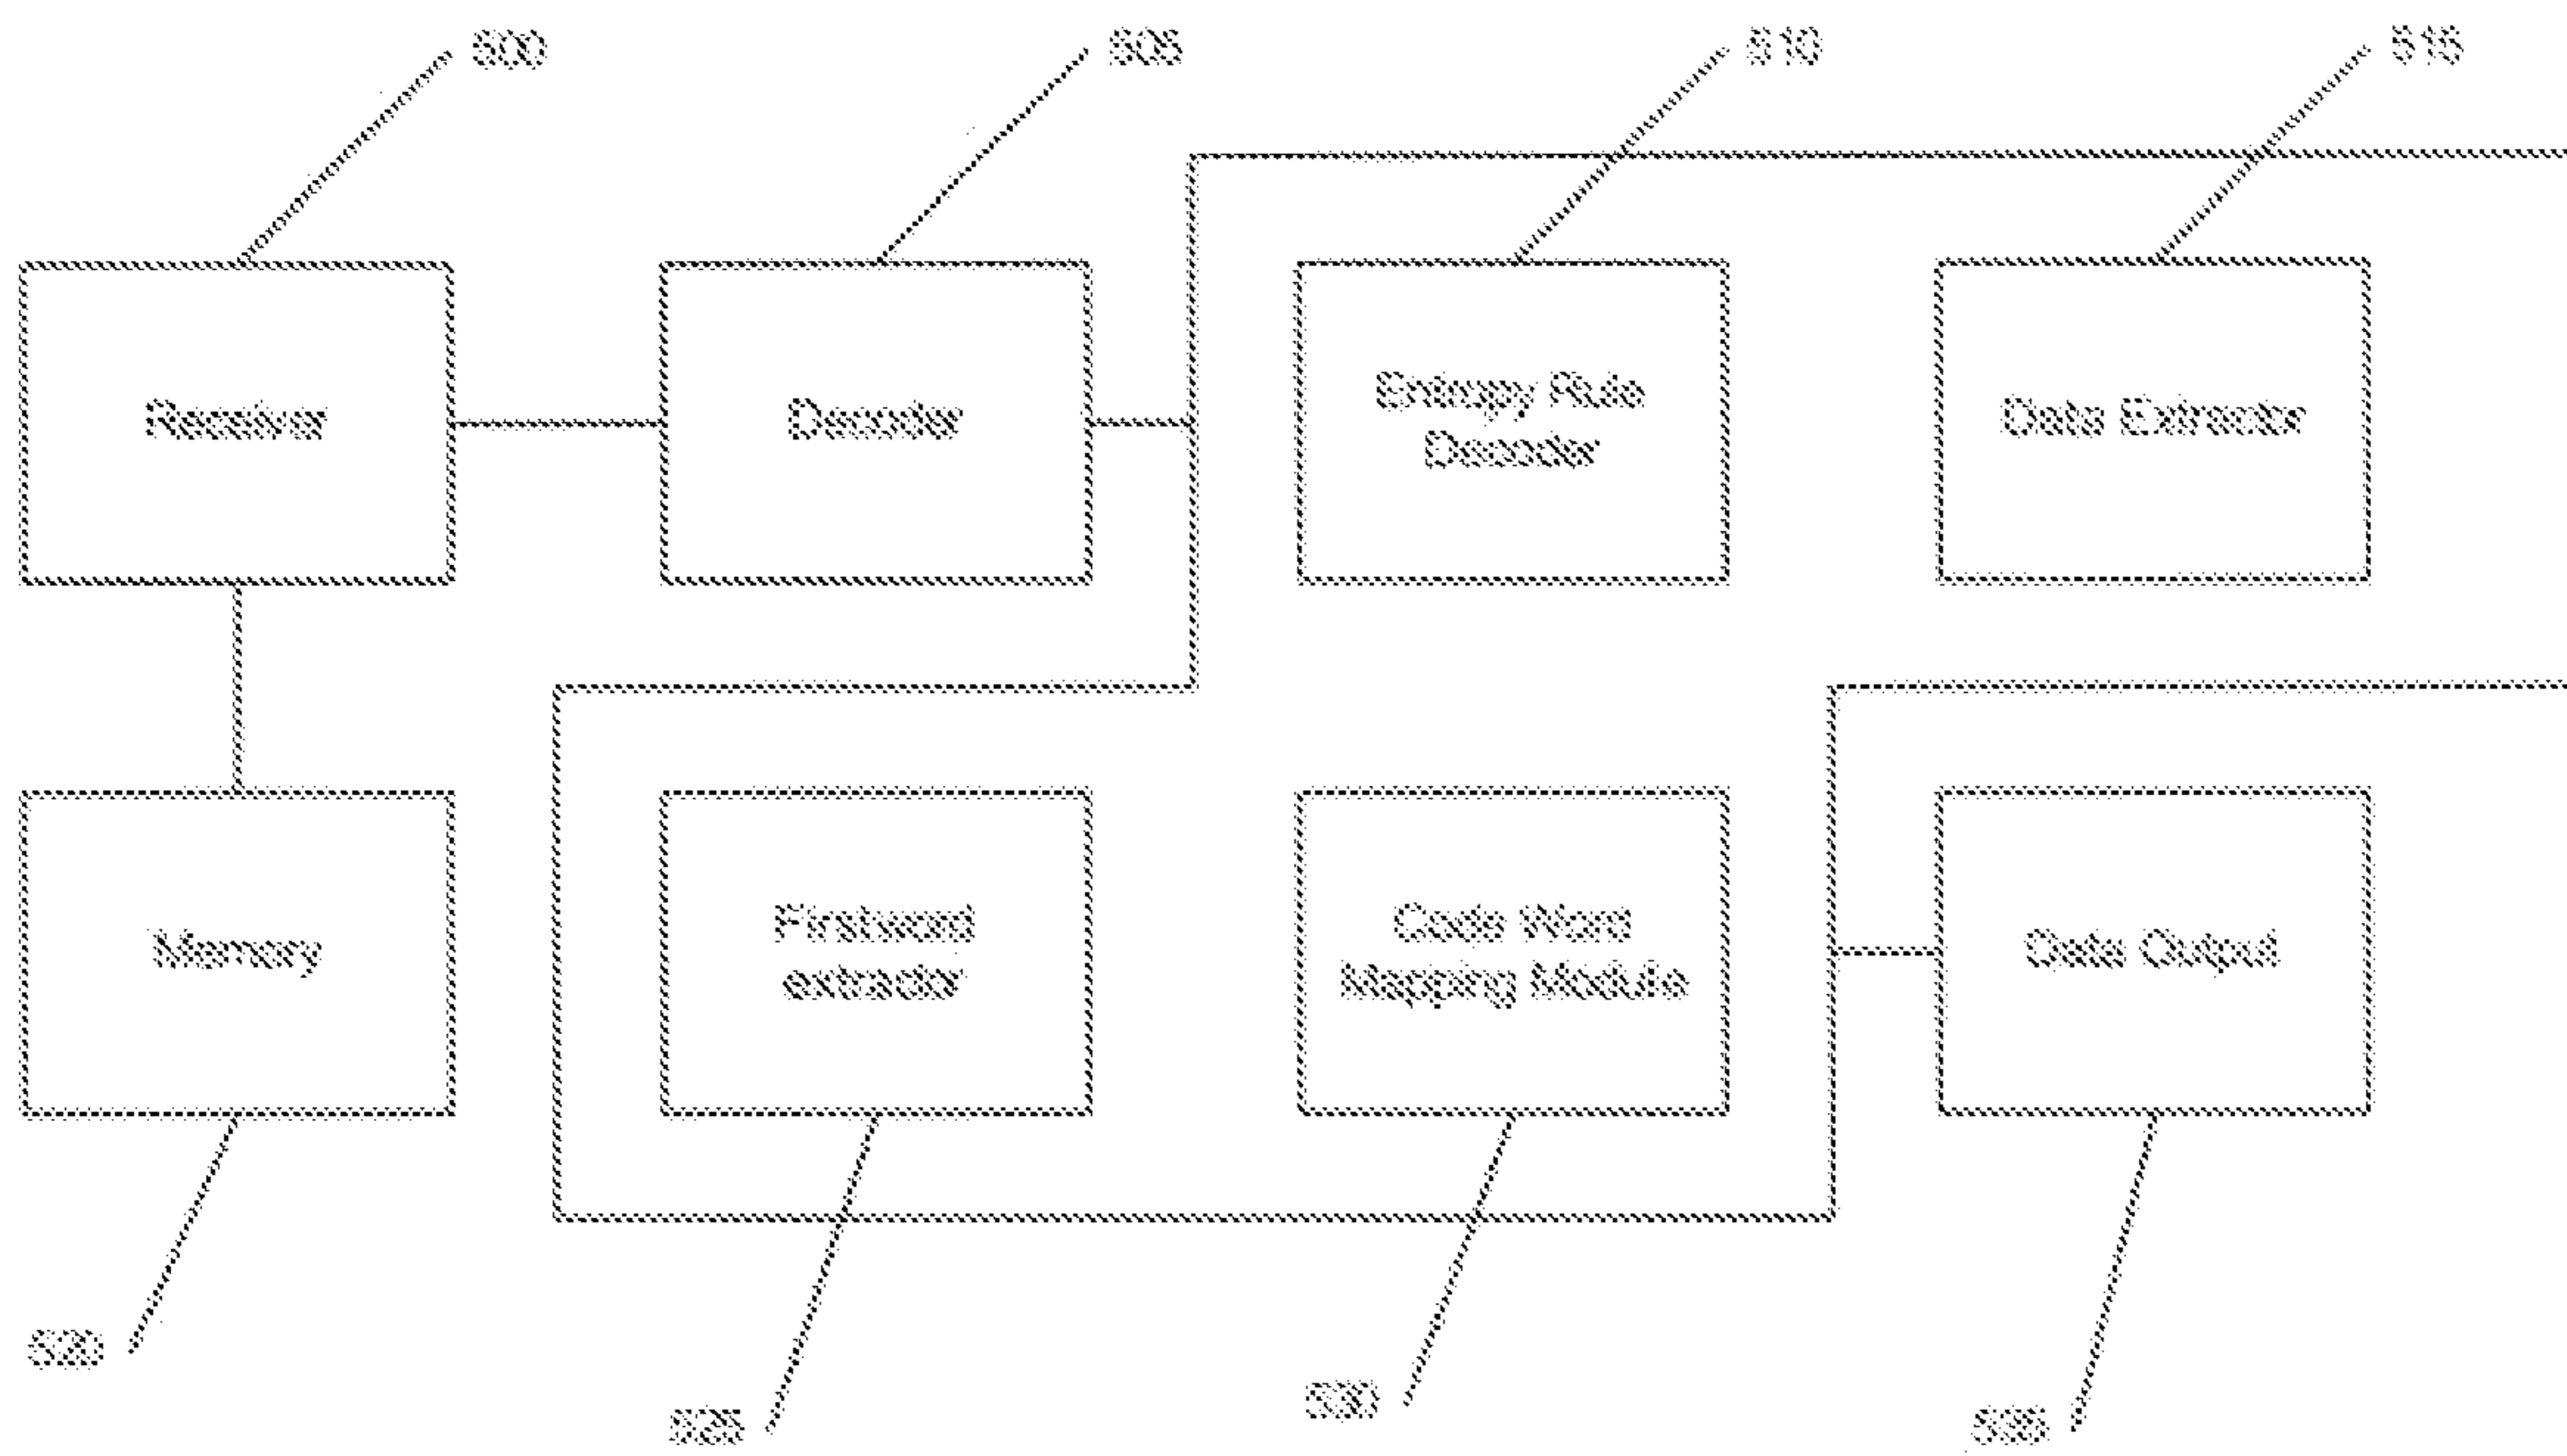 500
505
510
515
Receiver
Decoder
Entropy Rule
Decoder
Data Extractor
Memory
Firstword
extractor
Code Word
Mapping Module
Data Output
520
525
530
535